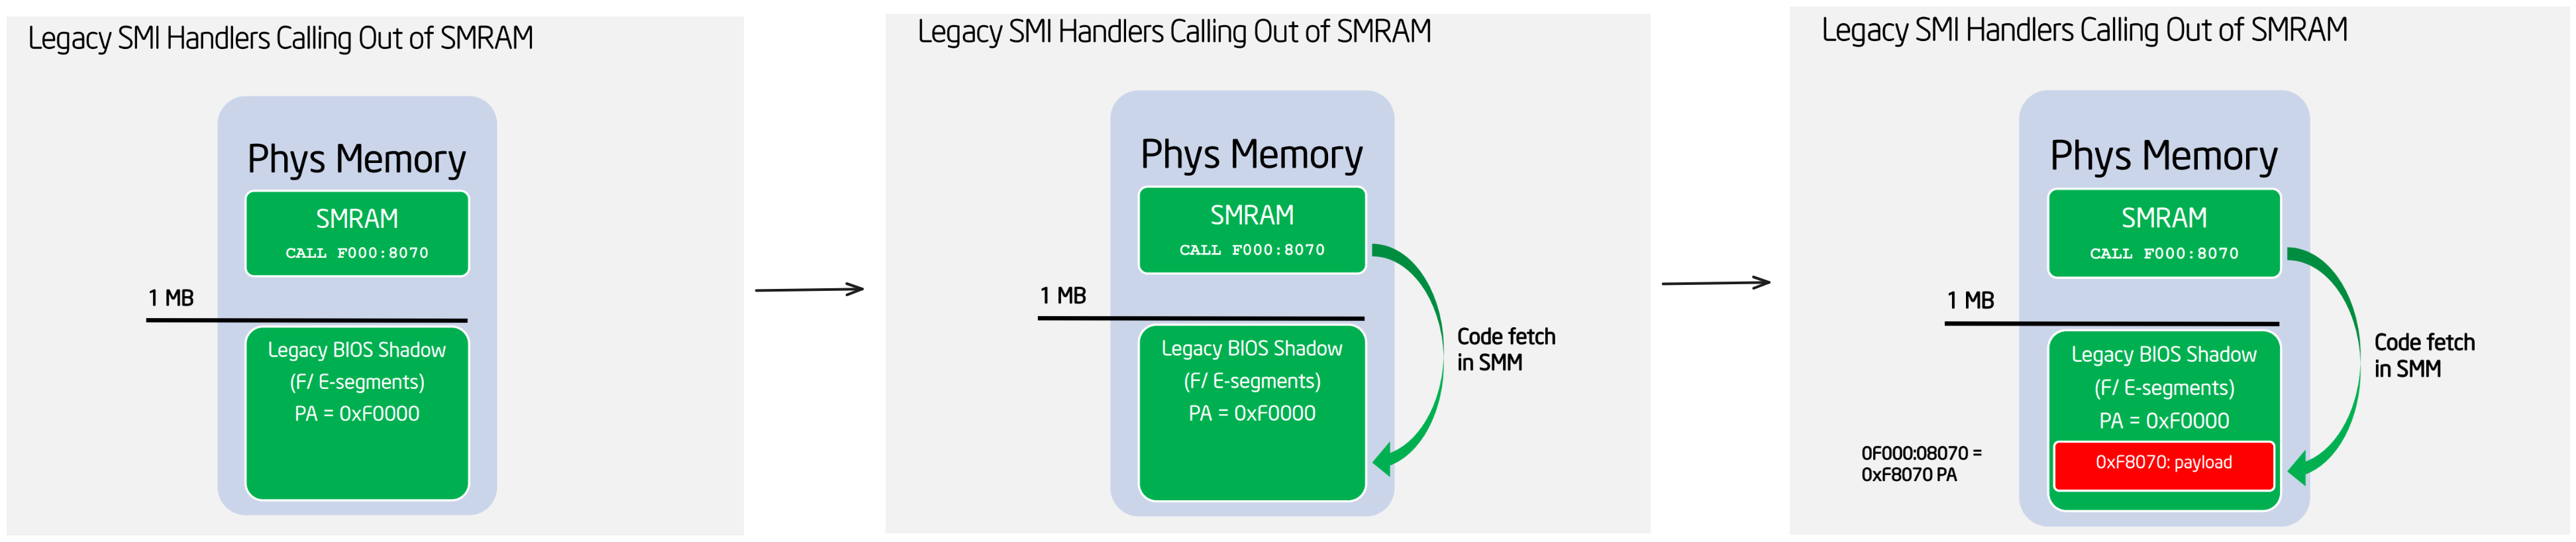 Legacy SMI Handlers Calling Out of SMRAM
Phys Memory
SMRAM
CALL F000:8070
1 MB
Legacy BIOS Shadow
(F/ E-segments)
PA = 0xF0000
Legacy SMI Handlers Calling Out of SMRAM
Phys Memory
SMRAM
CALL F000:8070
1 MB
Code fetch
in SMM
Legacy BIOS Shadow
(F/ E-segments)
PA = 0xF0000
Legacy SMI Handlers Calling Out of SMRAM
Phys Memory
SMRAM
CALL F000:8070
1 MB
Code fetch
in SMM
Legacy BIOS Shadow
(F/ E-segments)
PA = 0xF0000
0F000:08070 =
0xF8070 PA
0xF8070: payload